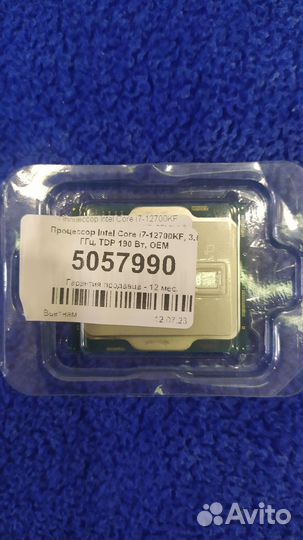 Процессор Intel Core i7-12700KF
Процессор Intel Core i7-12700KF, 3.
ГГц, TDP 190 Вт, OEM
5057990
Гарантия продавца - 12 мес.
Вьетнам
12.07.23
Avito